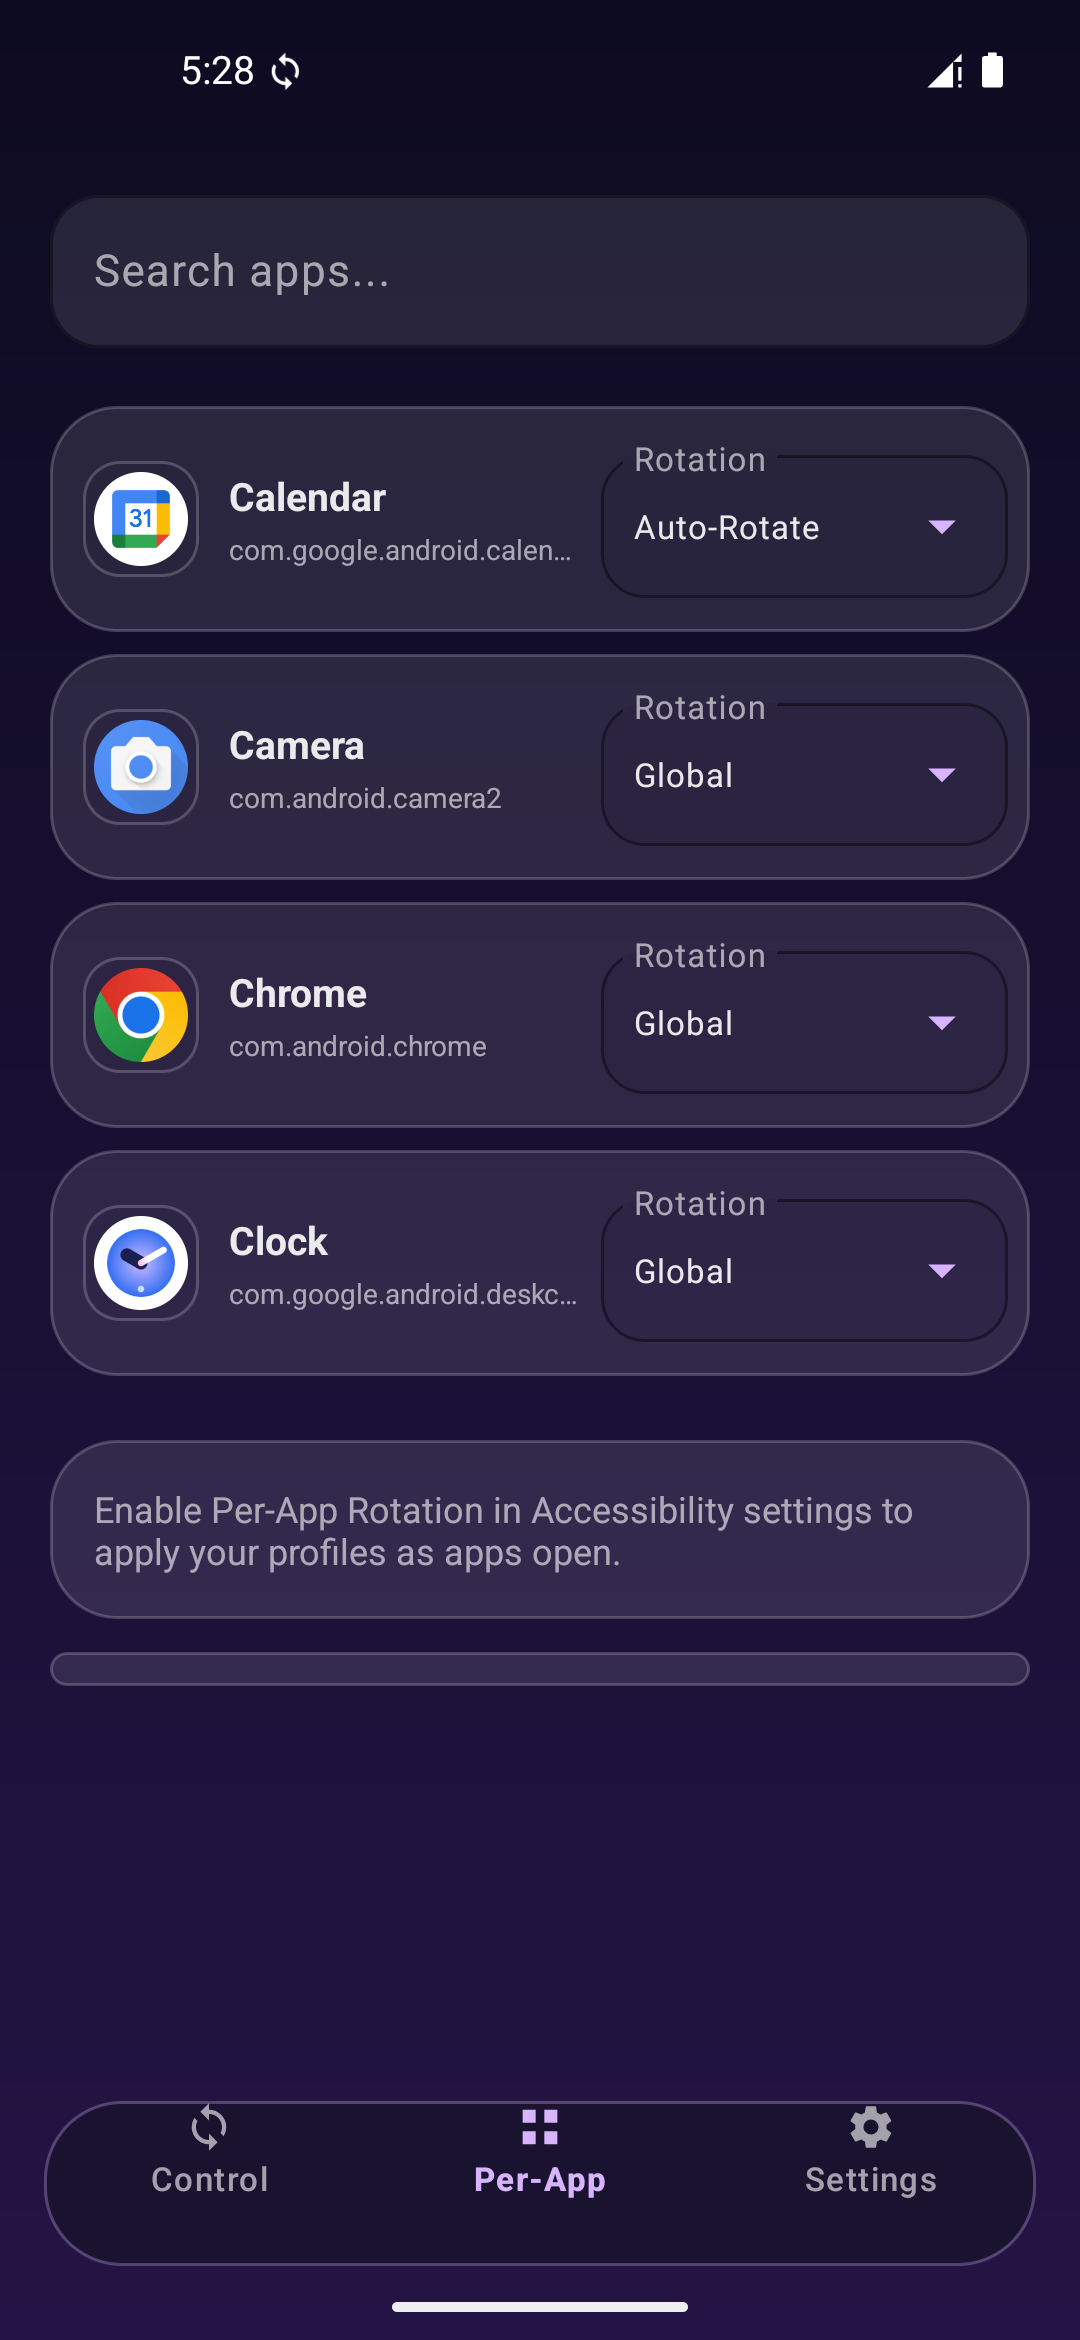 5:28
Search apps...
Rotation
Calendar
Auto-Rotate
com.google.android.calen...
Rotation
Camera
Global
com.android.camera2
Rotation
Chrome
Global
com.android.chrome
Rotation
Clock
Global
com.google.android.deskc...
Enable Per-App Rotation in Accessibility settings to
apply your profiles as apps open.
Control
Per-App
Settings